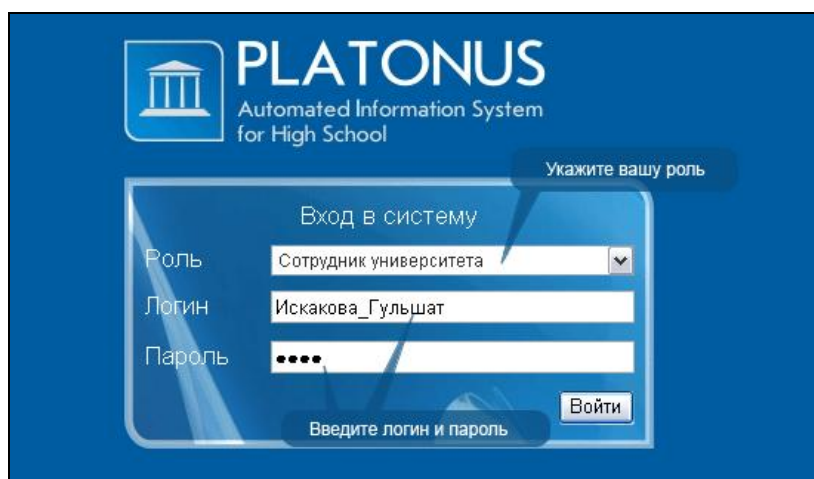 PLATONUS
Automated Information System
for High School
Укажите вашу роль
Вход в систему
Роль
Сотрудник университета
Логин
Искакова_Гульшат
Пароль
••••
Войти
Введите логин и пароль